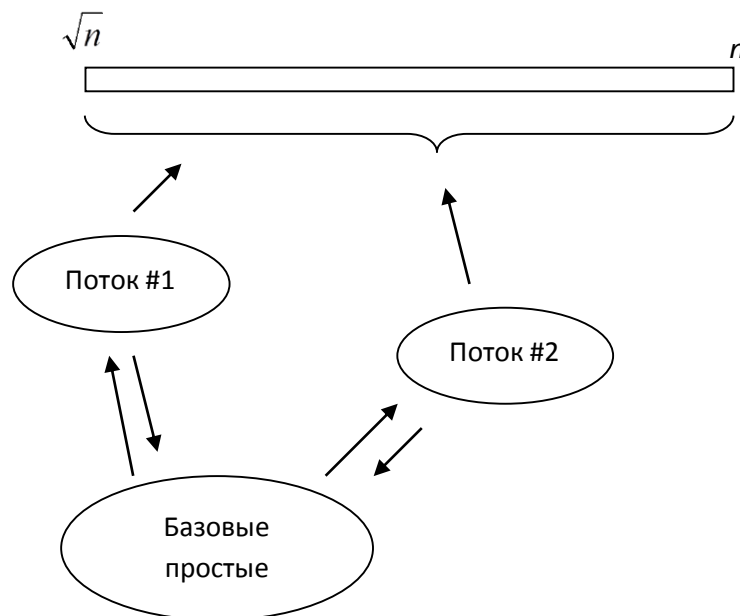 √n
n
Поток #1
Поток #2
Базовые
простые